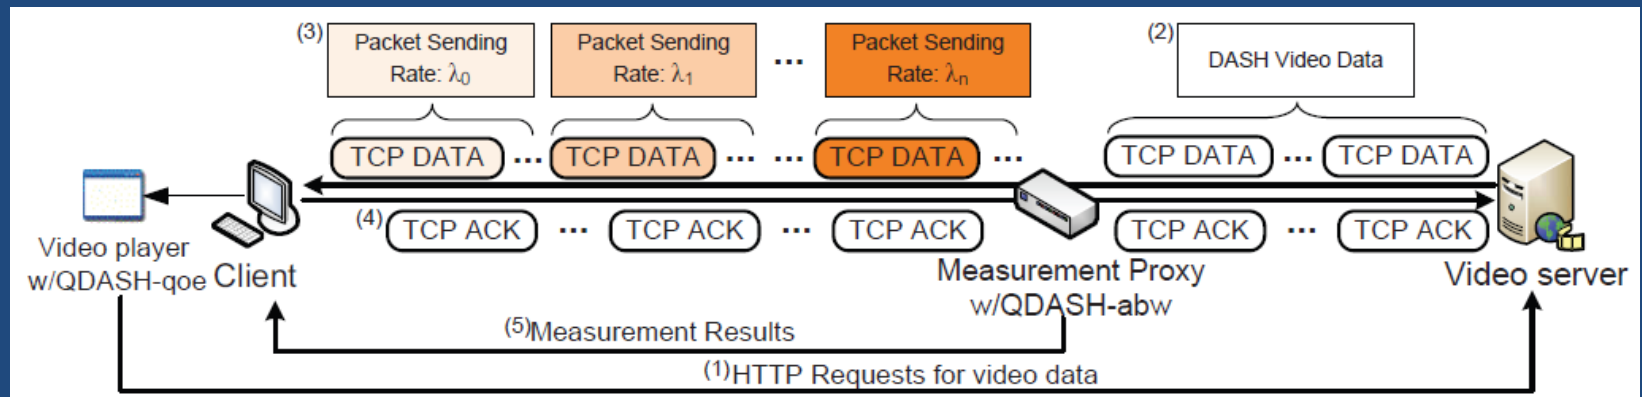 (3)
Packet Sending
Rate: λ0
Packet Sending
Rate: λ1
...
Packet Sending
Rate: λn
(2)
DASH Video Data
TCP DATA ... TCP DATA ... ... TCP DATA ... TCP DATA ... TCP DATA
(4) TCP ACK ... TCP ACK ... TCP ACK ... TCP ACK ... TCP ACK
Video player
w/QDASH-qoe
Client
Measurement Proxy
w/QDASH-abw
Video server
(5)Measurement Results
(1)HTTP Requests for video data